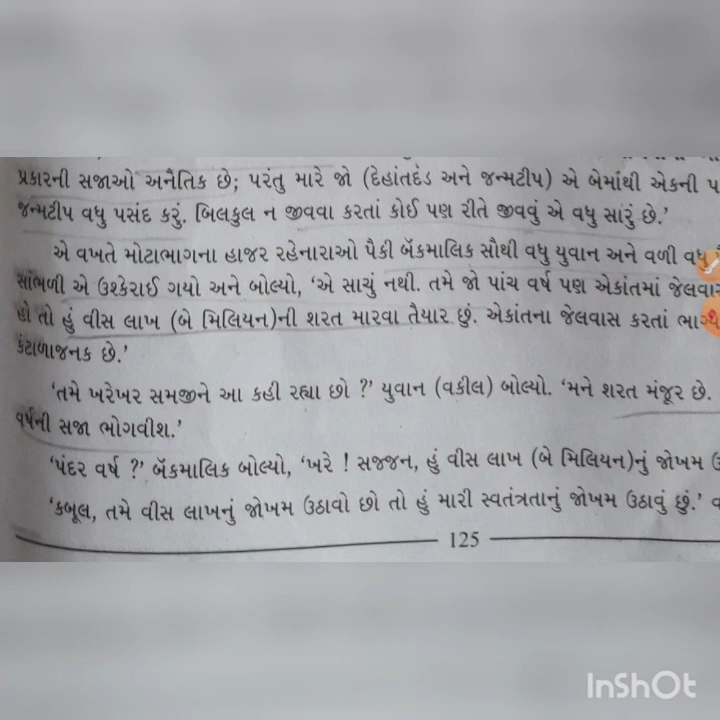 પ્રકારની સજાઓ અનૈતિક છે; પરંતુ મારે જો (દેહાંતદંડ અને જન્મટીપ) એ બેમાંથી એકની
જન્મટીપ વધુ પસંદ કરું. બિલકુલ ન જીવવા કરતાં કોઈ પણ રીતે જીવવું એ વધુ સારું છે.’
એ વખતે મોટાભાગના હાજર રહેનારાઓ પૈકી બૅંકમાલિક સૌથી વધુ યુવાન અને વળી વધુ
સાંભળી એ ઉશ્કેરાઈ ગયો અને બોલ્યો, ‘એ સાચું નથી. તમે જો પાંચ વર્ષ પણ એકાંતમાં
હો તો હું વીસ લાખ (બે મિલિયન)ની શરત મારવા તૈયાર છું. એકાંતના જેલવાસ કરતાં
કંટાળાજનક છે.’
‘તમે ખરેખર સમજીને આ કહી રહ્યા છો ?’ યુવાન (વકીલ) બોલ્યો. ‘મને શરત મંજૂર છે.
વર્ષની સજા ભોગવીશ.’
‘પંદર વર્ષ ?’ બૅંકમાલિક બોલ્યો, ‘ખરે ! સજ્જન, હું વીસ લાખ (બે મિલિયન)નું જોખમ
‘કબૂલ, તમે વીસ લાખનું જોખમ ઉઠાવો છો તો હું મારી સ્વતંત્રતાનું જોખમ ઉઠાવું છું.’
125
InShOt